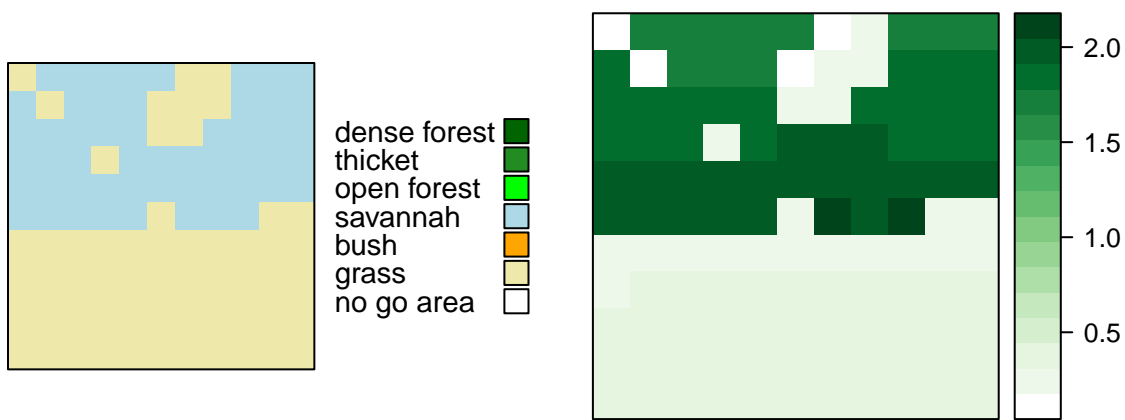 dense forest
thicket
open forest
savannah
bush
grass
no go area
2.0
1.5
1.0
0.5